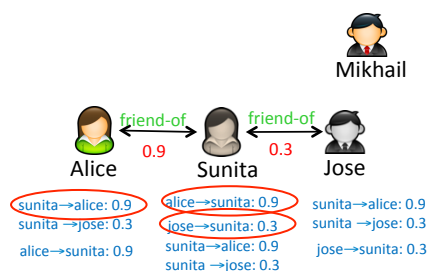 Mikhail
friend-of
friend-of
0.9
0.3
Alice
Sunita
Jose
sunita→alice: 0.9
sunita →jose: 0.3
alice→sunita: 0.9
alice→sunita: 0.9
jose→sunita: 0.3
sunita→alice: 0.9
sunita →jose: 0.3
sunita→alice: 0.9
sunita →jose: 0.3
jose→sunita: 0.3